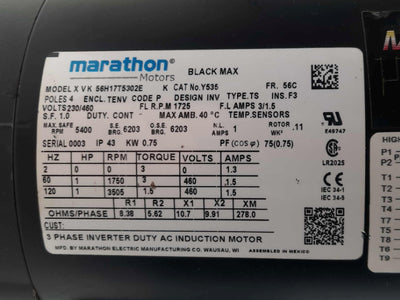 marathon®
Motors
BLACK MAX
MODEL X V K 56H17T5302E K CAT No. Y535 FR. 56C
POLES 4 ENCL. TENV CODE P DESIGN TYPE. TS INS. F3
VOLTS 230/460 FL R.P.M 1725 F.L AMPS 3/1.5
S.F. 1.0 DUTY. CONT - MAX AMB. 40 °C TEMP. SENSORS
MAX. SAFE RPM 5400 S.E. BRG 6203 O.S.E. BRG 6203 N/L AMPS 1 ROTOR WK² .11
SERIAL 0003 IP 43 KW 0.75 PF (cos φ) 75(0.75)
HZ HP RPM TORQUE VOLTS AMPS
2 0 0 3 0 1.3
60 1 1750 3 460 1.5
120 1 3505 1.5 460 1.5
R1 R2 X1 X2 XM
OHMS/PHASE 8.38 5.62 10.7 9.91 278.0
CUST:
3 PHASE INVERTER DUTY AC INDUCTION MOTOR
MFG. BY MARATHON ELECTRIC MANUFACTURING CO. WAUSAU, WI
ASSEMBLED IN MEXICO
E49747
LR2025
CE
IEC 34-1
IEC 34-5
HIGH
T1
T2
T3
T4
T5
T6
T7
T8
T9